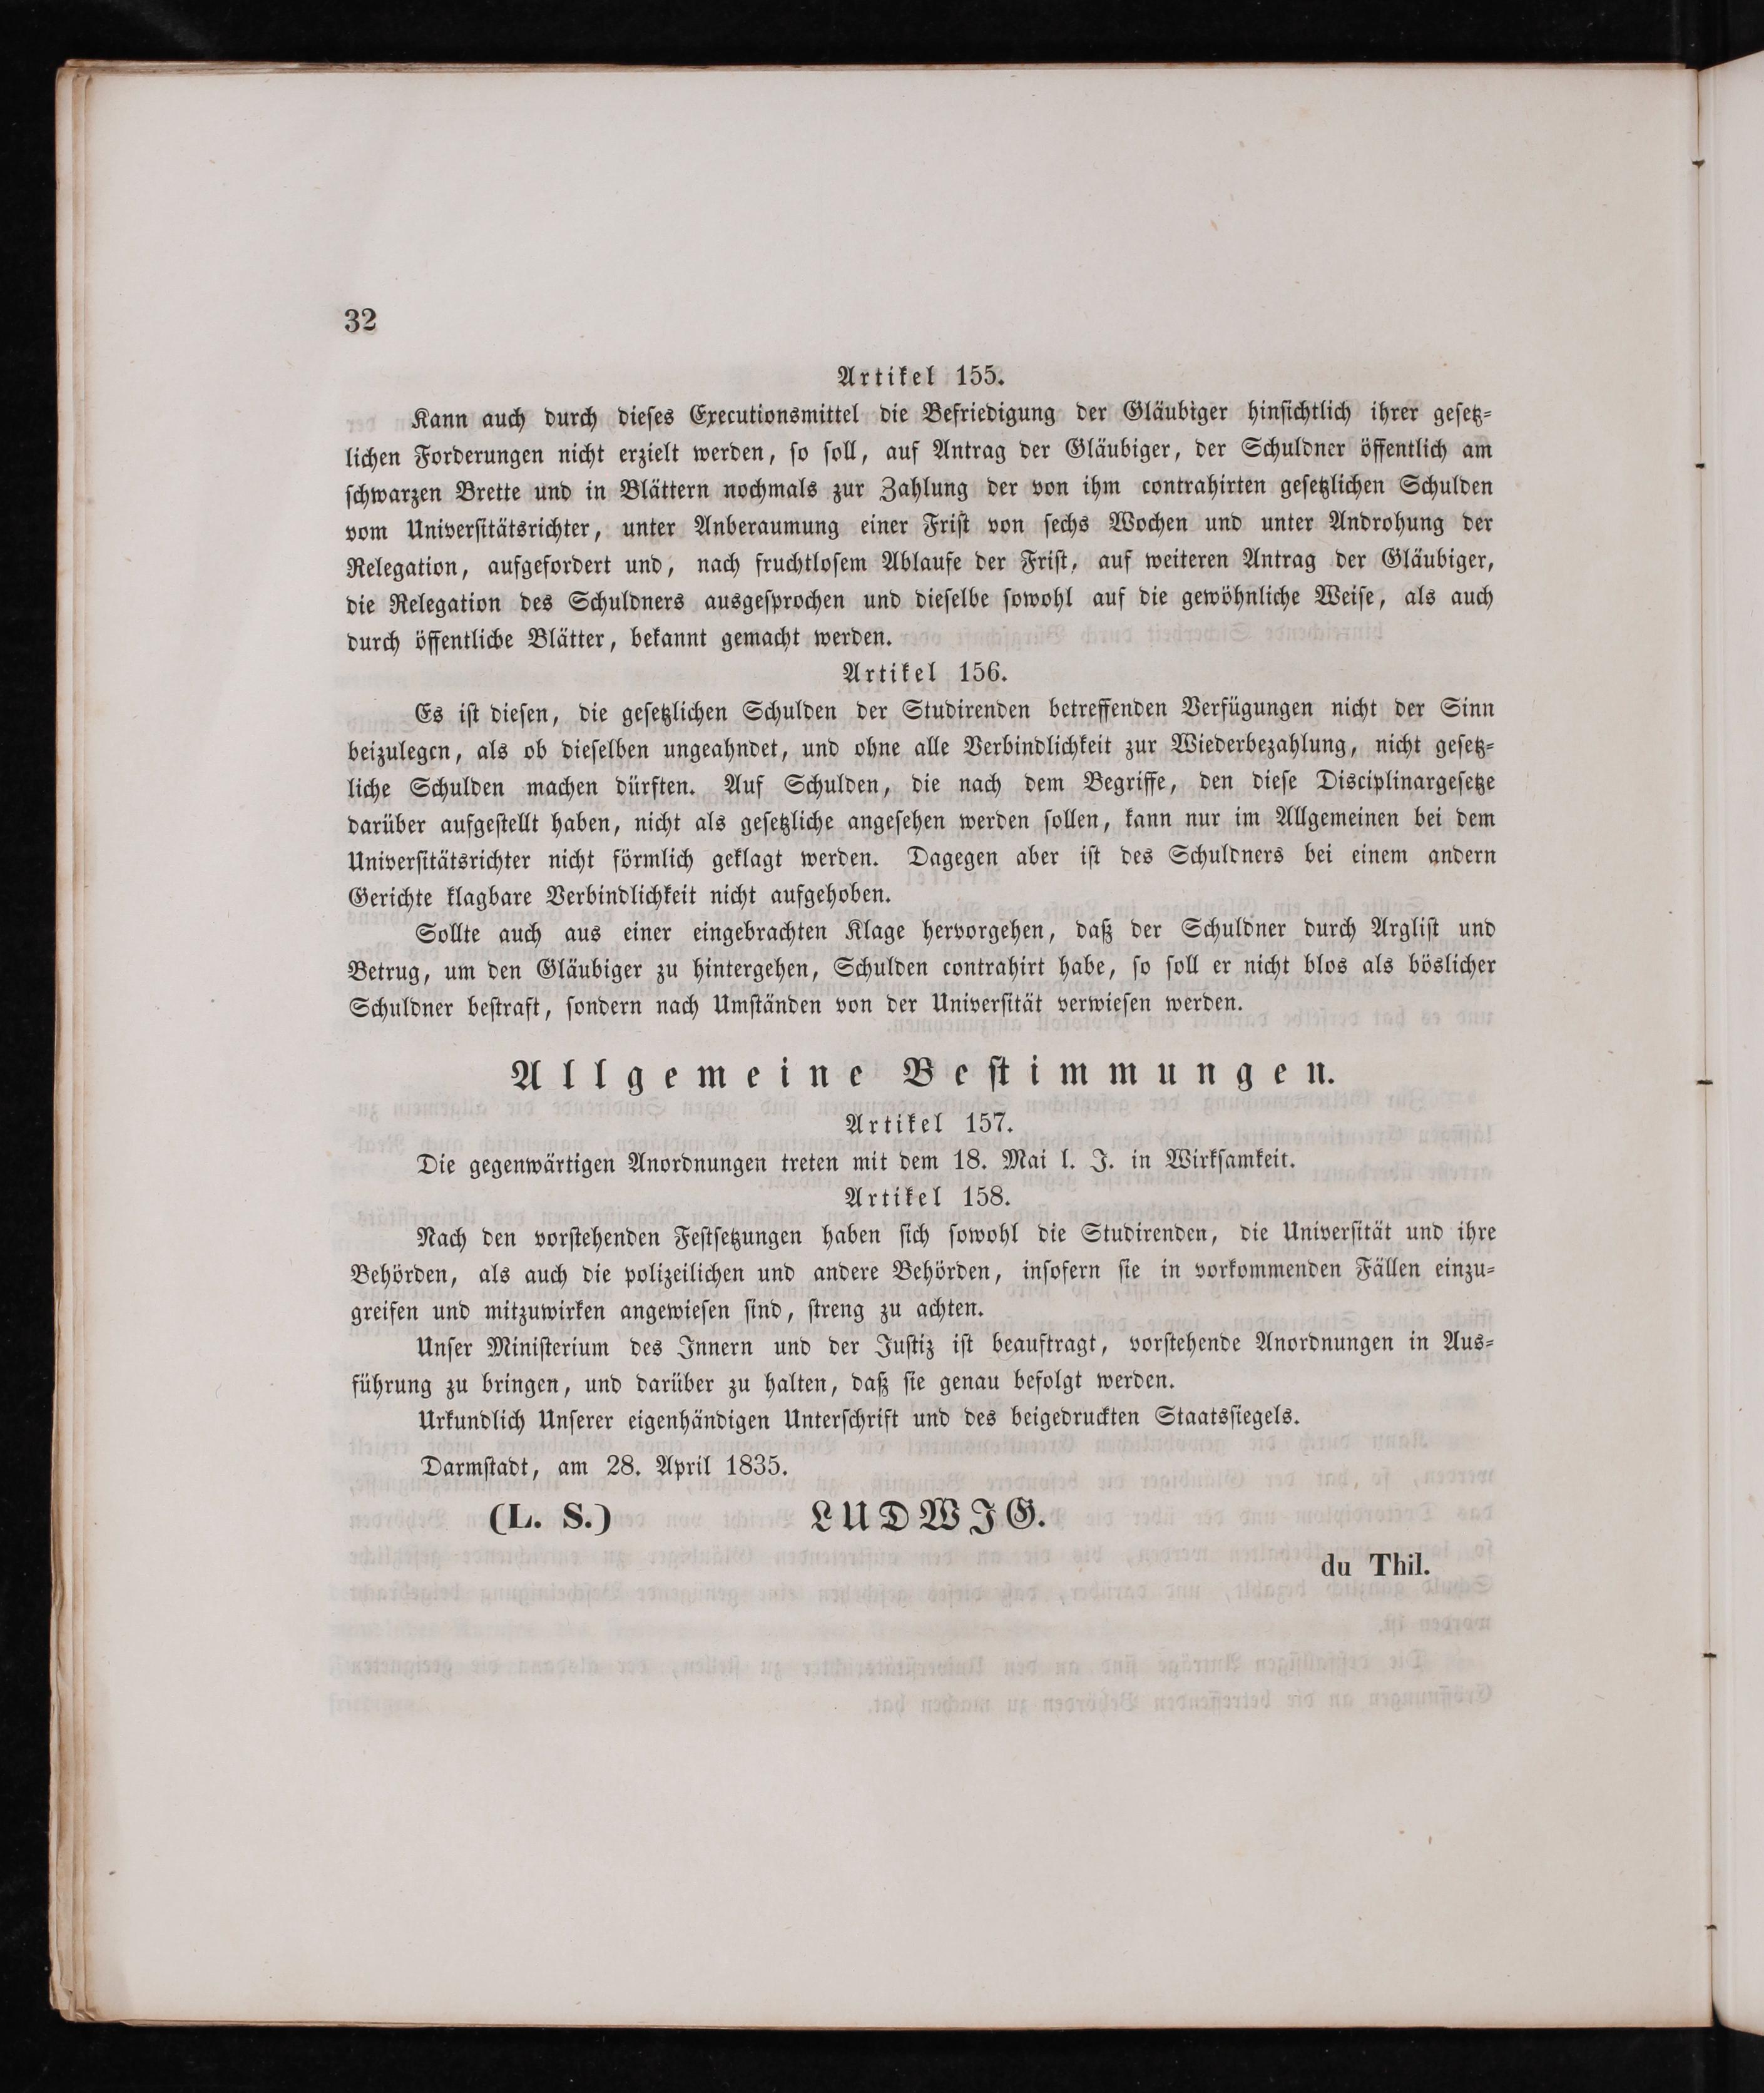 32
Artikel 155.
Kann auch durch dieses Executionsmittel die Befriedigung der Gläubiger hinsichtlich ihrer gesetz-
lichen Forderungen nicht erzielt werden, so soll, auf Antrag der Gläubiger, der Schuldner öffentlich am
schwarzen Brette und in Blättern nochmals zur Zahlung der von ihm contrahirten gesetzlichen Schulden
vom Universitätsrichter, unter Anberaumung einer Frist von sechs Wochen und unter Androhung der
Relegation, aufgefordert und, nach fruchtlosem Ablaufe der Frist, auf weiteren Antrag der Gläubiger,
die Relegation des Schuldners ausgesprochen und dieselbe sowohl auf die gewöhnliche Weise, als auch
durch öffentliche Blätter, bekannt gemacht werden.
Artikel 156.
Es ist diesen, die gesetzlichen Schulden der Studirenden betreffenden Verfügungen nicht der Sinn
beizulegen, als ob dieselben ungeahndet, und ohne alle Verbindlichkeit zur Wiederbezahlung, nicht gesetz-
liche Schulden machen dürften. Auf Schulden, die nach dem Begriffe, den diese Disciplinargesetze
darüber aufgestellt haben, nicht als gesetzliche angesehen werden sollen, kann nur im Allgemeinen bei dem
Universitätsrichter nicht förmlich geklagt werden. Dagegen aber ist des Schuldners bei einem andern
Gerichte klagbare Verbindlichkeit nicht aufgehoben.
Sollte auch aus einer eingebrachten Klage hervorgehen, daß der Schuldner durch Arglist und
Betrug, um den Gläubiger zu hintergehen, Schulden contrahirt habe, so soll er nicht blos als böslicher
Schuldner bestraft, sondern nach Umständen von der Universität verwiesen werden.
Allgemeine Bestimmungen.
Artikel 157.
Die gegenwärtigen Anordnungen treten mit dem 18. Mai l. J. in Wirksamkeit.
Artikel 158.
Nach den vorstehenden Festsetzungen haben sich sowohl die Studirenden, die Universität und ihre
Behörden, als auch die polizeilichen und andere Behörden, insofern sie in vorkommenden Fällen einzu-
greifen und mitzuwirken angewiesen sind, streng zu achten.
Unser Ministerium des Innern und der Justiz ist beauftragt, vorstehende Anordnungen in Aus-
führung zu bringen, und darüber zu halten, daß sie genau befolgt werden.
Urkundlich Unserer eigenhändigen Unterschrift und des beigedruckten Staatssiegels.
Darmstadt, am 28. April 1835.
(L. S.) LUDWIG.
du Thil.